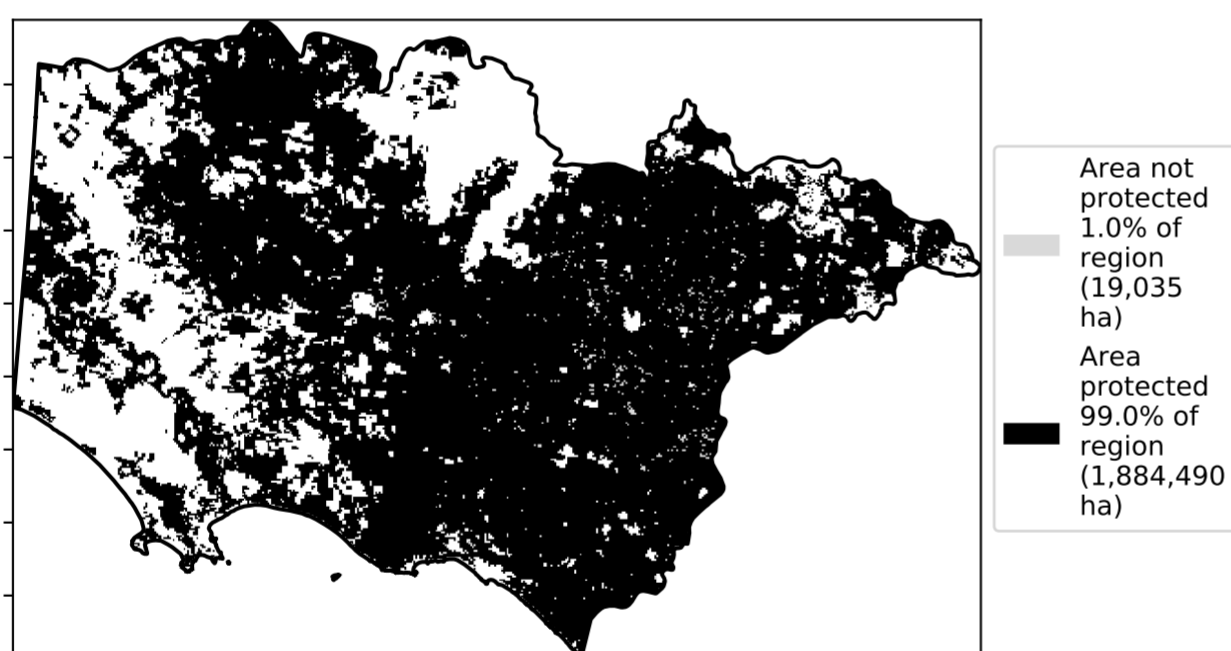 Area not
protected
1.0% of
region
(19,035
ha)
Area
protected
99.0% of
region
(1,884,490
ha)